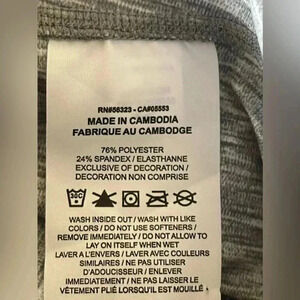 RN#56323 - CA#05553
MADE IN CAMBODIA
FABRIQUE AU CAMBODGE
76% POLYESTER
24% SPANDEX / ELASTHANNE
EXCLUSIVE OF DECORATION /
DECORATION NON COMPRISE
WASH INSIDE OUT / WASH WITH LIKE
COLORS / DO NOT USE SOFTENERS /
REMOVE IMMEDIATELY / DO NOT ALLOW TO
LAY ON ITSELF WHEN WET
LAVER A L'ENVERS / LAVER AVEC COULEURS
SIMILAIRES / NE PAS UTILISER
D'ADOUCISSEUR / ENLEVER
IMMÉDIATEMENT / NE PAS LAISSER LE
VÊTEMENT PLIÉ LORSQU'IL EST MOUILLÉ